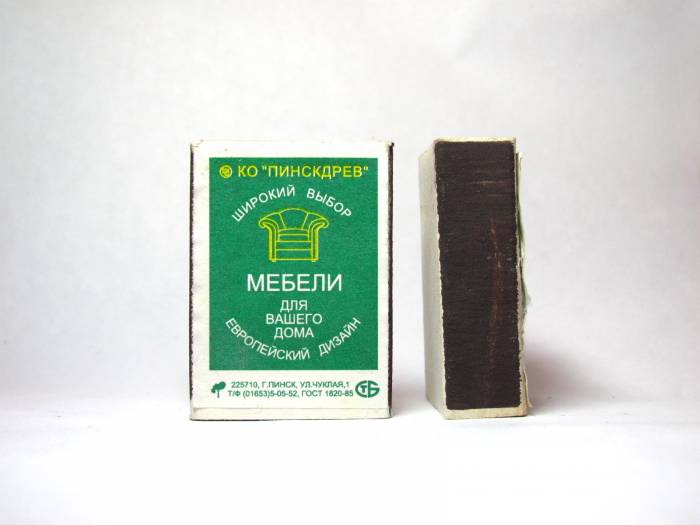 КО "ПИНСКДРЕВ"
ШИРОКИЙ ВЫБОР
МЕБЕЛИ
ДЛЯ
ВАШЕГО
ДОМА
ЕВРОПЕЙСКИЙ ДИЗАЙН
225710, Г.ПИНСК, УЛ.ЧУКЛАЯ,1
Т/Ф (01653)5-05-52, ГОСТ 1820-85
СТБ